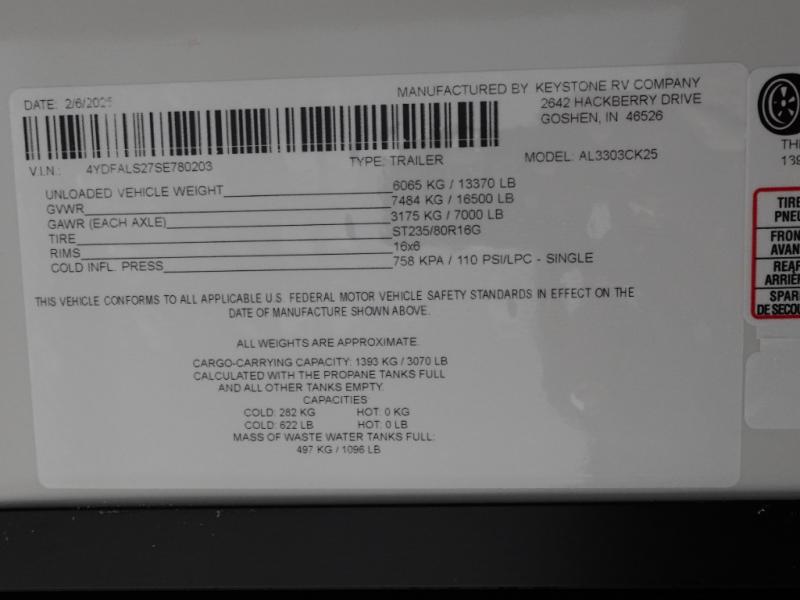 DATE: 2/6/2025
MANUFACTURED BY KEYSTONE RV COMPANY
2642 HACKBERRY DRIVE
GOSHEN, IN 46526
V.I.N.: 4YDFALS27SE780203 TYPE: TRAILER MODEL: AL3303CK25
UNLOADED VEHICLE WEIGHT 6065 KG / 13370 LB
GVWR 7484 KG / 16500 LB
GAWR (EACH AXLE) 3175 KG / 7000 LB
TIRE ST235/80R16G
RIMS 16x6
COLD INFL. PRESS 758 KPA / 110 PSI/LPC - SINGLE
THIS VEHICLE CONFORMS TO ALL APPLICABLE U.S. FEDERAL MOTOR VEHICLE SAFETY STANDARDS IN EFFECT ON THE
DATE OF MANUFACTURE SHOWN ABOVE.
ALL WEIGHTS ARE APPROXIMATE.
CARGO-CARRYING CAPACITY: 1393 KG / 3070 LB
CALCULATED WITH THE PROPANE TANKS FULL
AND ALL OTHER TANKS EMPTY.
CAPACITIES
COLD: 282 KG HOT: 0 KG
COLD: 622 LB HOT: 0 LB
MASS OF WASTE WATER TANKS FULL:
497 KG / 1096 LB
TIRE
SPAR
DE SECOU